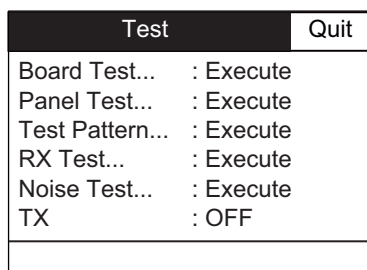 Test Quit
Board Test... : Execute
Panel Test... : Execute
Test Pattern... : Execute
RX Test... : Execute
Noise Test... : Execute
TX : OFF